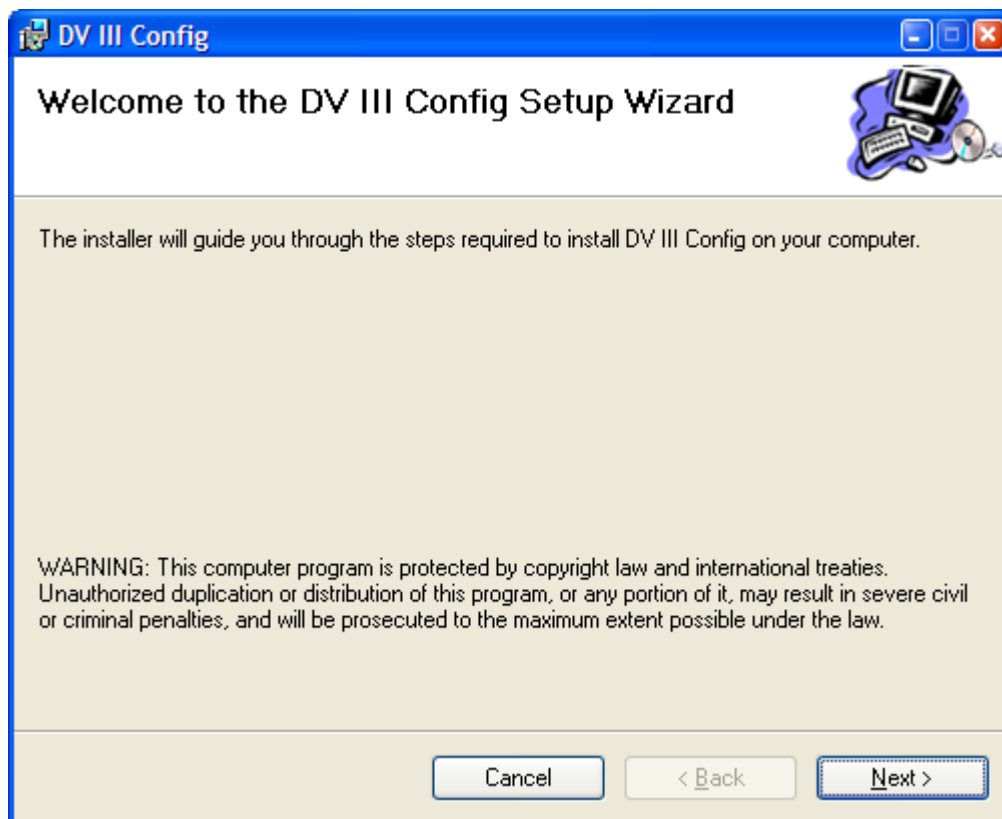 DV III Config
Welcome to the DV III Config Setup Wizard
The installer will guide you through the steps required to install DV III Config on your computer.
WARNING: This computer program is protected by copyright law and international treaties.
Unauthorized duplication or distribution of this program, or any portion of it, may result in severe civil
or criminal penalties, and will be prosecuted to the maximum extent possible under the law.
Cancel
< Back
Next >